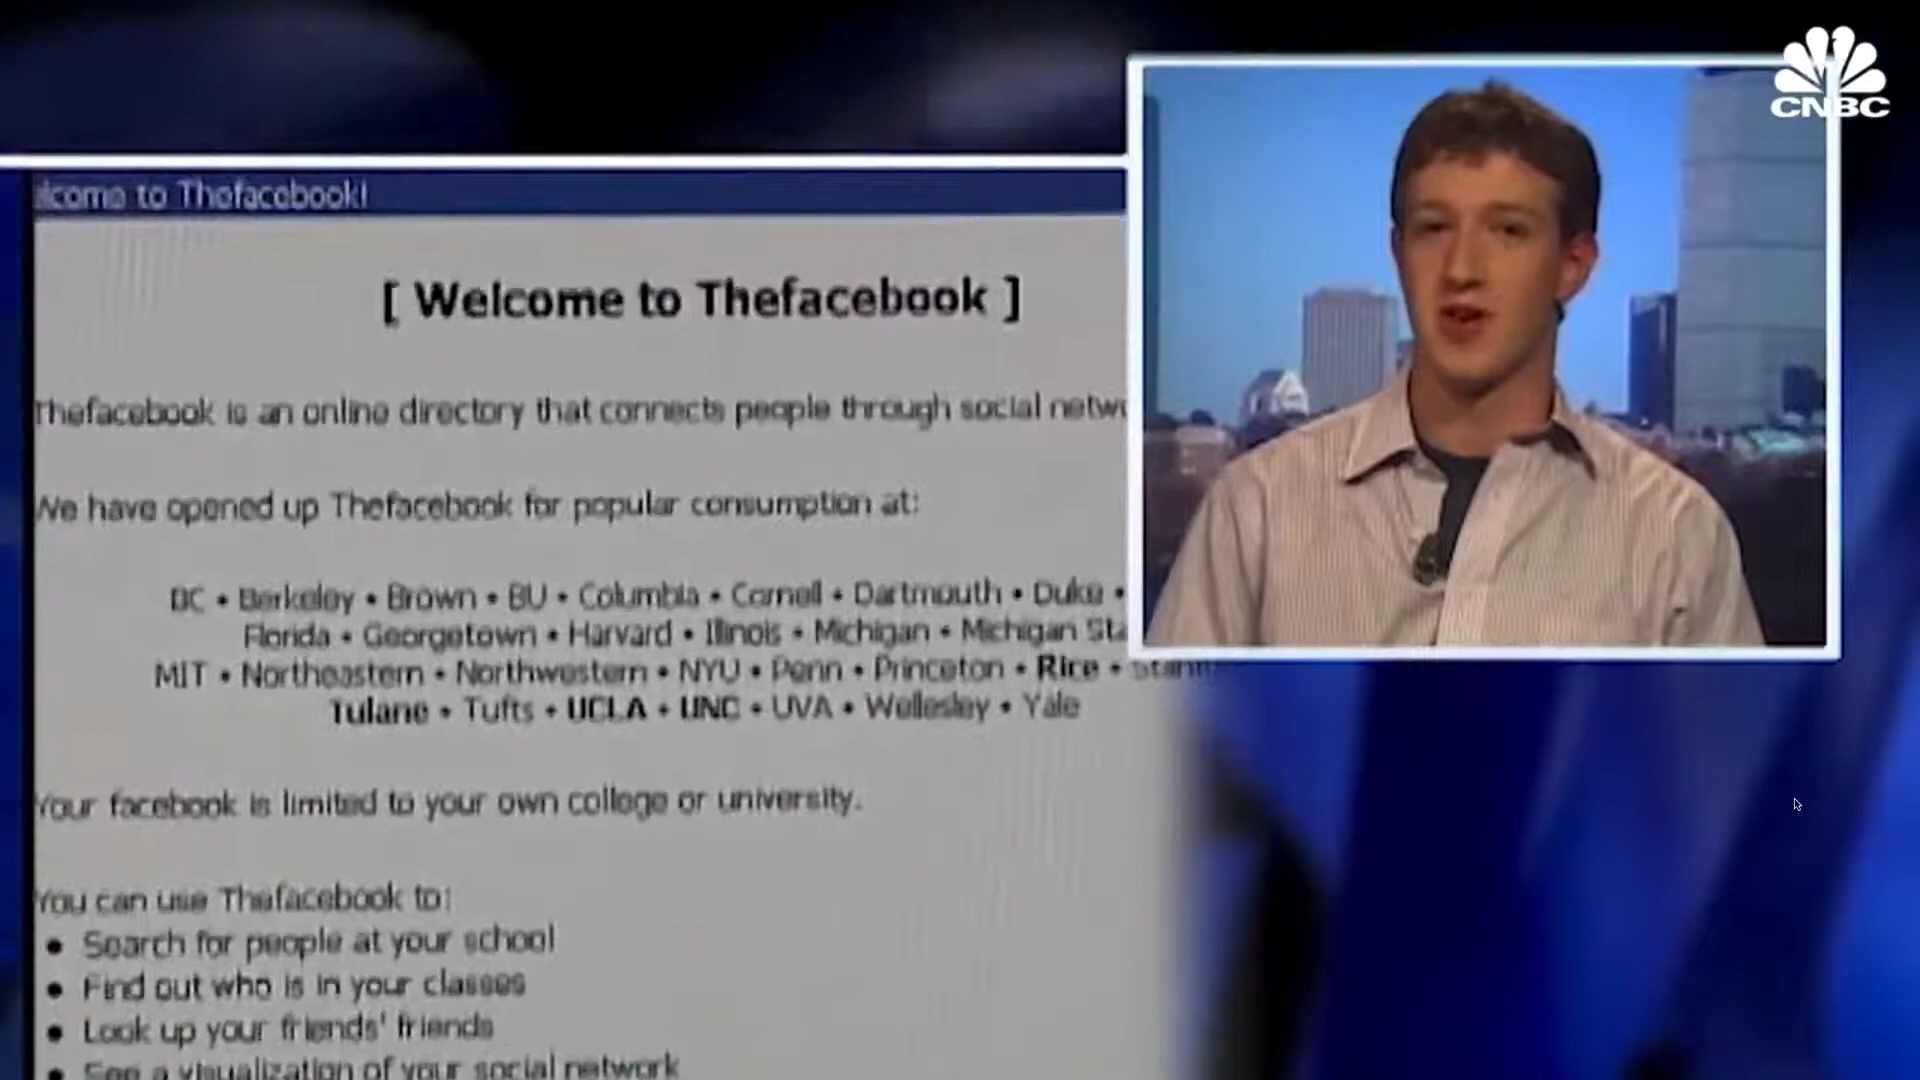 CNBC
lcome to Thefacebook!
[ Welcome to Thefacebook ]
Thefacebook is an online directory that connects people through social netwo
We have opened up Thefacebook for popular consumption at:
BC • Berkeley • Brown • BU • Columbia • Cornell • Dartmouth • Duke •
Florida • Georgetown • Harvard • Illinois • Michigan • Michigan Sta
MIT • Northeastern • Northwestern • NYU • Penn • Princeton • Rice • Stanf
Tulane • Tufts • UCLA • UNC • UVA • Wellesley • Yale
Your facebook is limited to your own college or university.
You can use Thefacebook to:
• Search for people at your school
• Find out who is in your classes
• Look up your friends' friends
• See a visualization of your social network